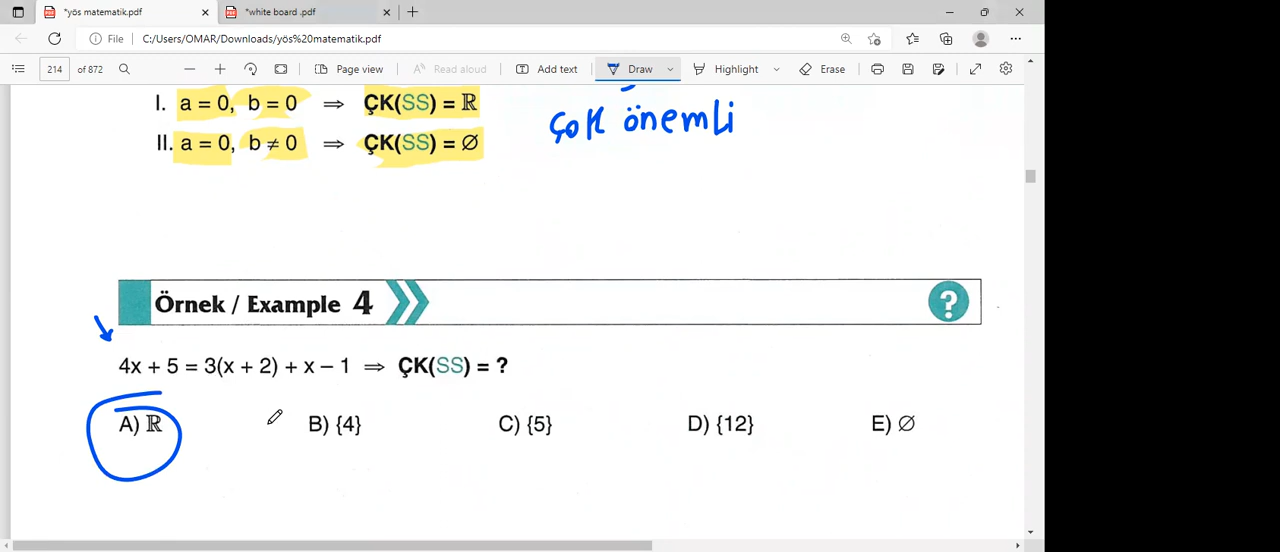 *yös matematik.pdf
*white board .pdf
File
C:/Users/OMAR/Downloads/yös%20matematik.pdf
214 of 872
Page view
Read aloud
Add text
Draw
Highlight
Erase
I. a = 0, b = 0 ⇒ ÇK(SS) = ℝ
II. a = 0, b ≠ 0 ⇒ ÇK(SS) = ∅
çok önemli
Örnek / Example 4
?
4x + 5 = 3(x + 2) + x – 1 ⇒ ÇK(SS) = ?
A) ℝ B) {4} C) {5} D) {12} E) ∅